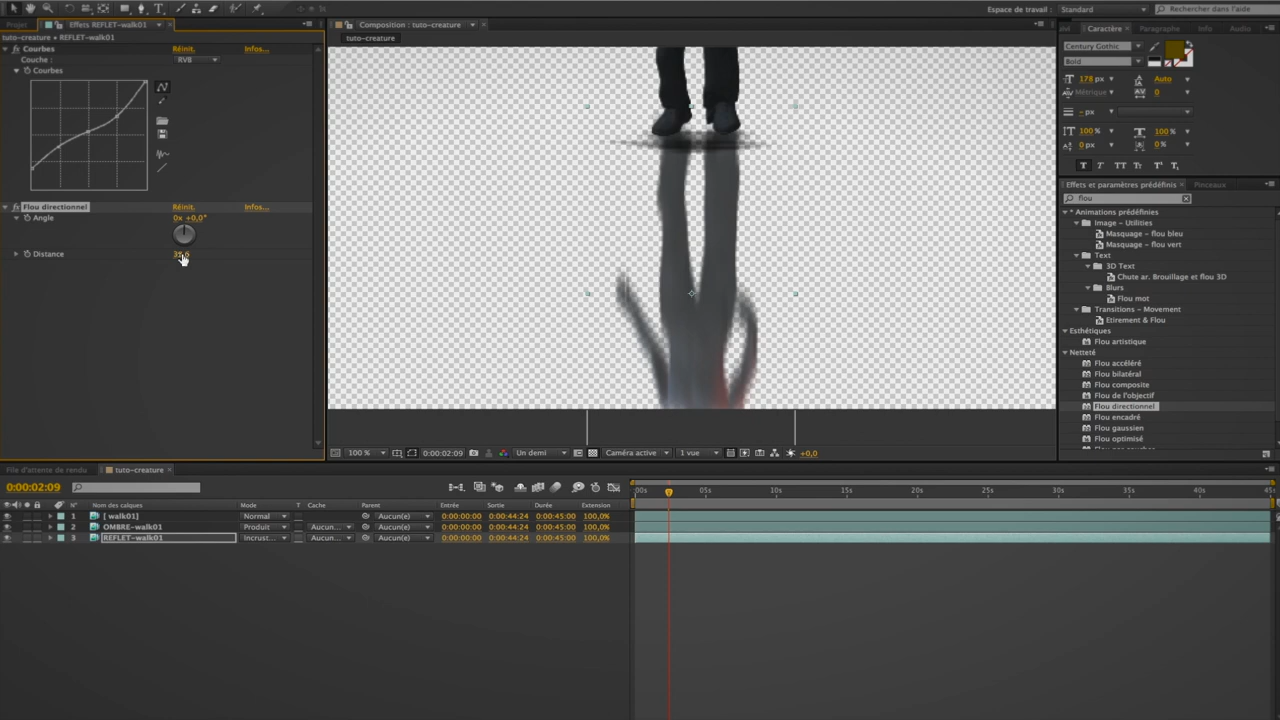 Espace de travail : Standard
Rechercher dans l'aide
Projet
Effets REFLET-walk01
Composition : tuto-creature
Caractère
Paragraphe
Info
Audio
tuto-creature • REFLET-walk01
tuto-creature
Courbes
Réinit.
Infos...
Couche :
RVB
Courbes
Flou directionnel
Réinit.
Infos...
Angle
0x +0,0°
Distance
Century Gothic
Bold
178 px
Auto
Métrique
0
- px
100 %
100 %
0 px
0 %
Effets et paramètres prédéfinis
Pinceaux
flou
* Animations prédéfinies
Image – Utilities
Masquage – flou bleu
Masquage – flou vert
Text
3D Text
Chute ar. Brouillage et flou 3D
Blurs
Flou mot
Transitions – Movement
Etirement & Flou
Esthétiques
Flou artistique
Netteté
Flou accéléré
Flou bilatéral
Flou composite
Flou de l'objectif
Flou directionnel
Flou encadré
Flou gaussien
Flou optimisé
100 %
0:00:02:09
Un demi
Caméra active
1 vue
+0,0
File d'attente de rendu
tuto-creature
0:00:02:09
:00s 05s 10s 15s 20s 25s 30s 35s 40s 45s
N° Nom des calques Mode T Cache Parent Entrée Sortie Durée Extension
1 [ walk01] Normal Aucun(e) 0:00:00:00 0:00:44:24 0:00:45:00 100,0%
2 OMBRE-walk01 Produit Aucun... Aucun(e) 0:00:00:00 0:00:44:24 0:00:45:00 100,0%
3 REFLET-walk01 Incrust... Aucun... Aucun(e) 0:00:00:00 0:00:44:24 0:00:45:00 100,0%